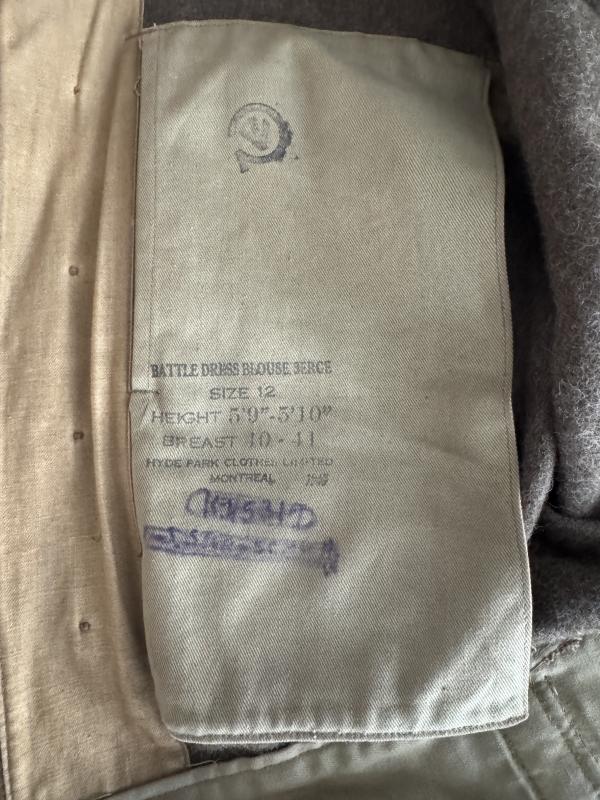 BATTLE DRESS BLOUSE, SERGE
SIZE 12
HEIGHT 5'9"-5'10"
BREAST 40 - 41
HYDE PARK CLOTHES LIMITED
MONTREAL